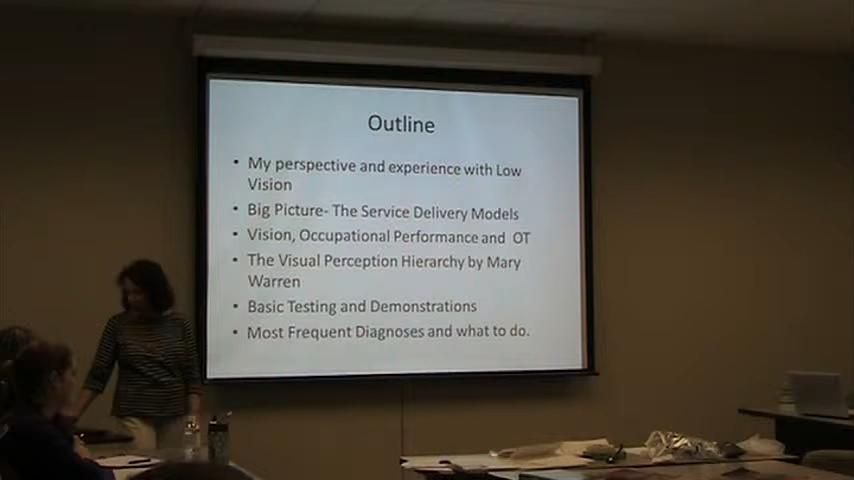 Outline
• My perspective and experience with Low
Vision
• Big Picture- The Service Delivery Models
• Vision, Occupational Performance and OT
• The Visual Perception Hierarchy by Mary
Warren
• Basic Testing and Demonstrations
• Most Frequent Diagnoses and what to do.